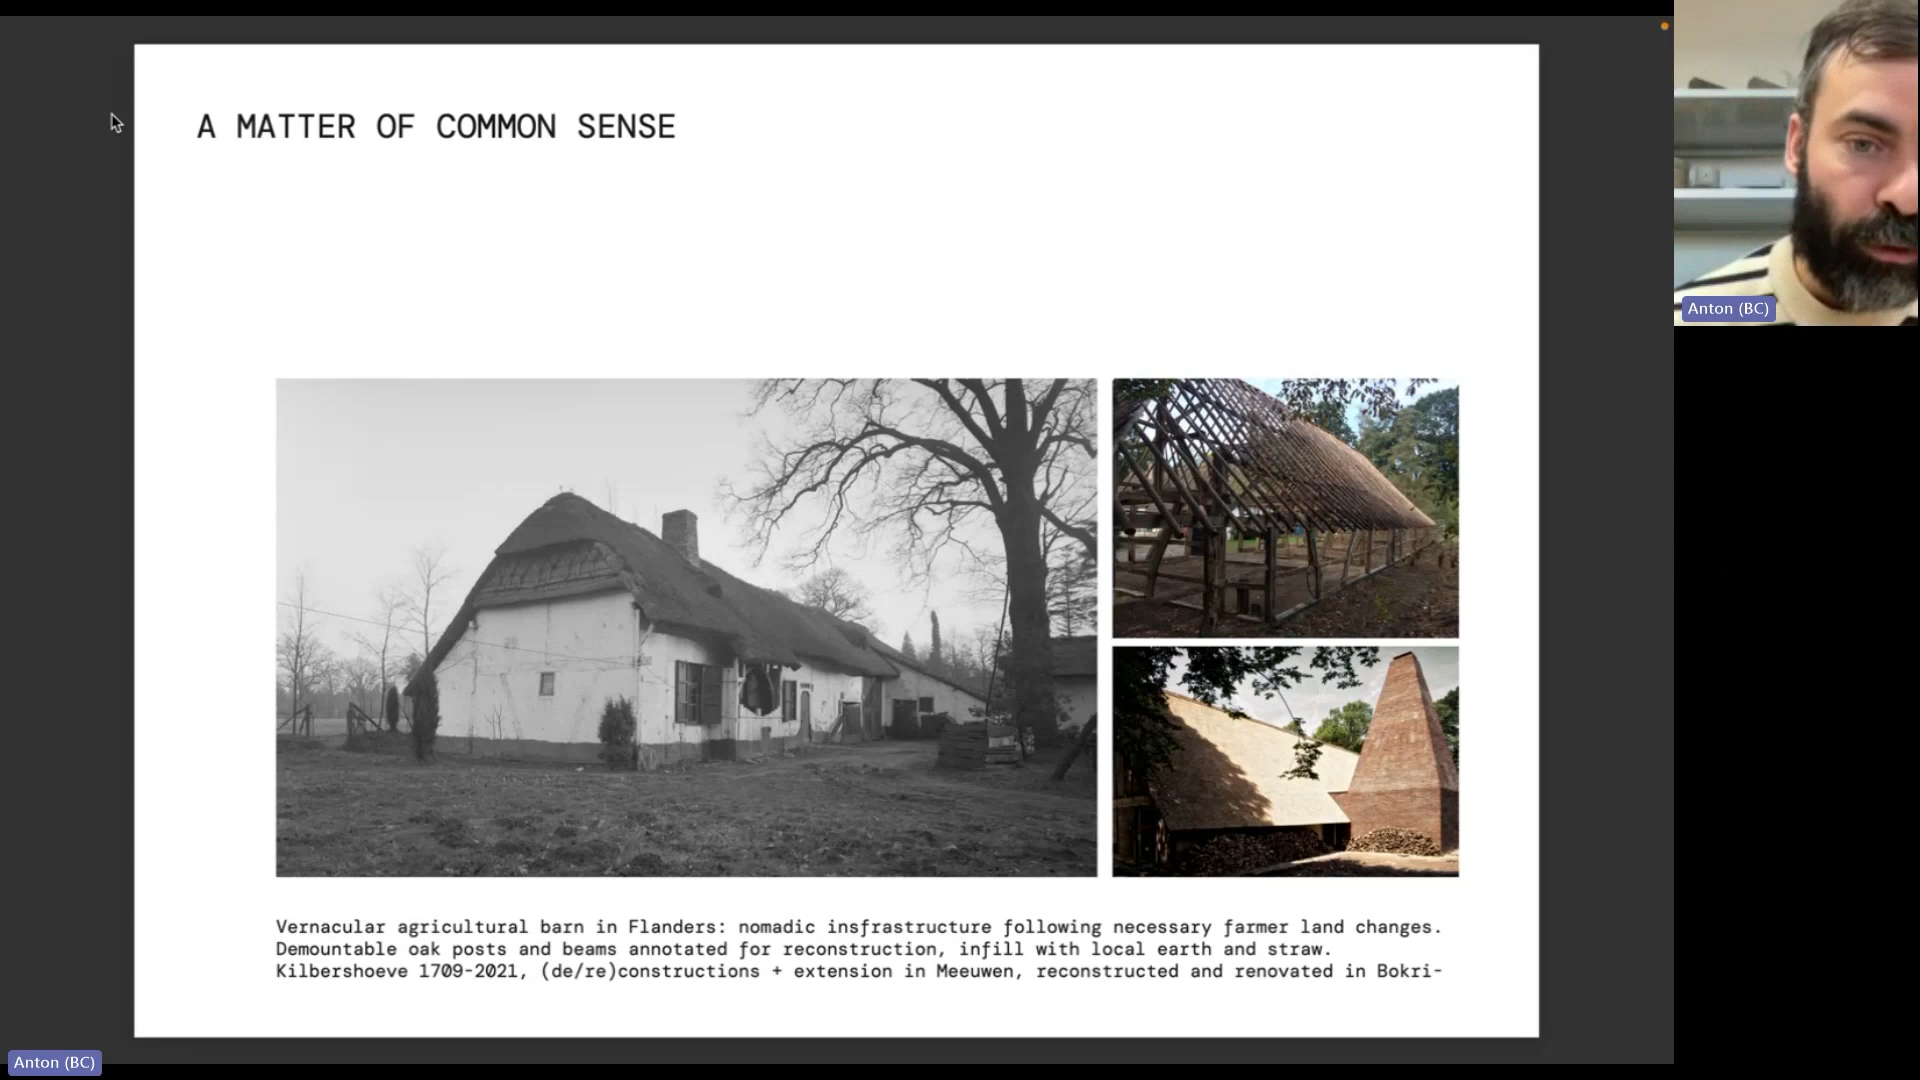 A MATTER OF COMMON SENSE
Anton (BC)
Vernacular agricultural barn in Flanders: nomadic insfrastructure following necessary farmer land changes.
Demountable oak posts and beams annotated for reconstruction, infill with local earth and straw.
Kilbershoeve 1709-2021, (de/re)constructions + extension in Meeuwen, reconstructed and renovated in Bokri-
Anton (BC)